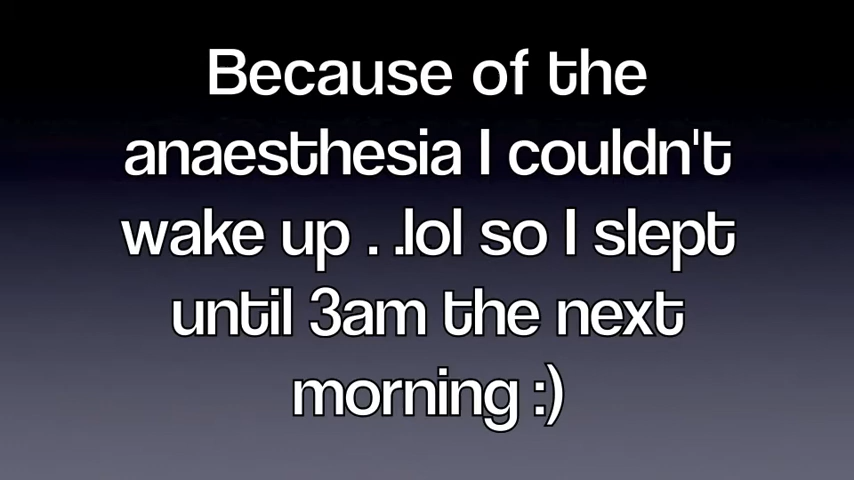 Because of the
anaesthesia I couldn't
wake up . .lol so I slept
until 3am the next
morning :)